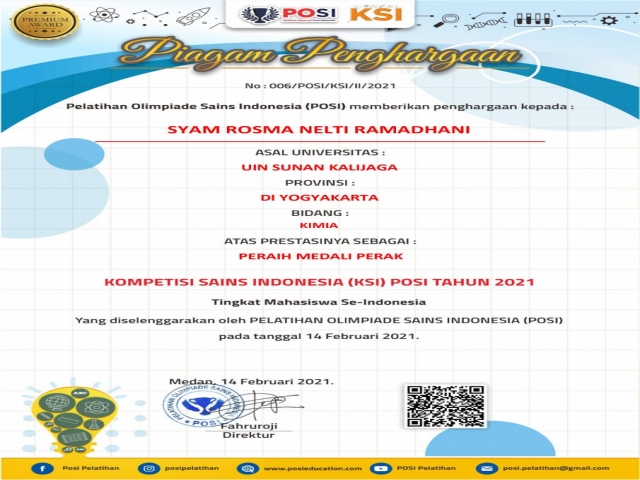 PREMIUM
AWARD
POSI
KSI
Piagam Penghargaan
No : 006/POSI/KSI/II/2021
Pelatihan Olimpiade Sains Indonesia (POSI) memberikan penghargaan kepada :
SYAM ROSMA NELTI RAMADHANI
ASAL UNIVERSITAS :
UIN SUNAN KALIJAGA
PROVINSI :
DI YOGYAKARTA
BIDANG :
KIMIA
ATAS PRESTASINYA SEBAGAI :
PERAIH MEDALI PERAK
KOMPETISI SAINS INDONESIA (KSI) POSI TAHUN 2021
Tingkat Mahasiswa Se-Indonesia
Yang diselenggarakan oleh PELATIHAN OLIMPIADE SAINS INDONESIA (POSI)
pada tanggal 14 Februari 2021.
Medan, 14 Februari 2021.
PELATIHAN OLIMPIADE SAINS
POSI
Fahruroji
Direktur
Posi Pelatihan
posipelatihan
www.posieducation.com
POSI Pelatihan
posi.pelatihan@gmail.com